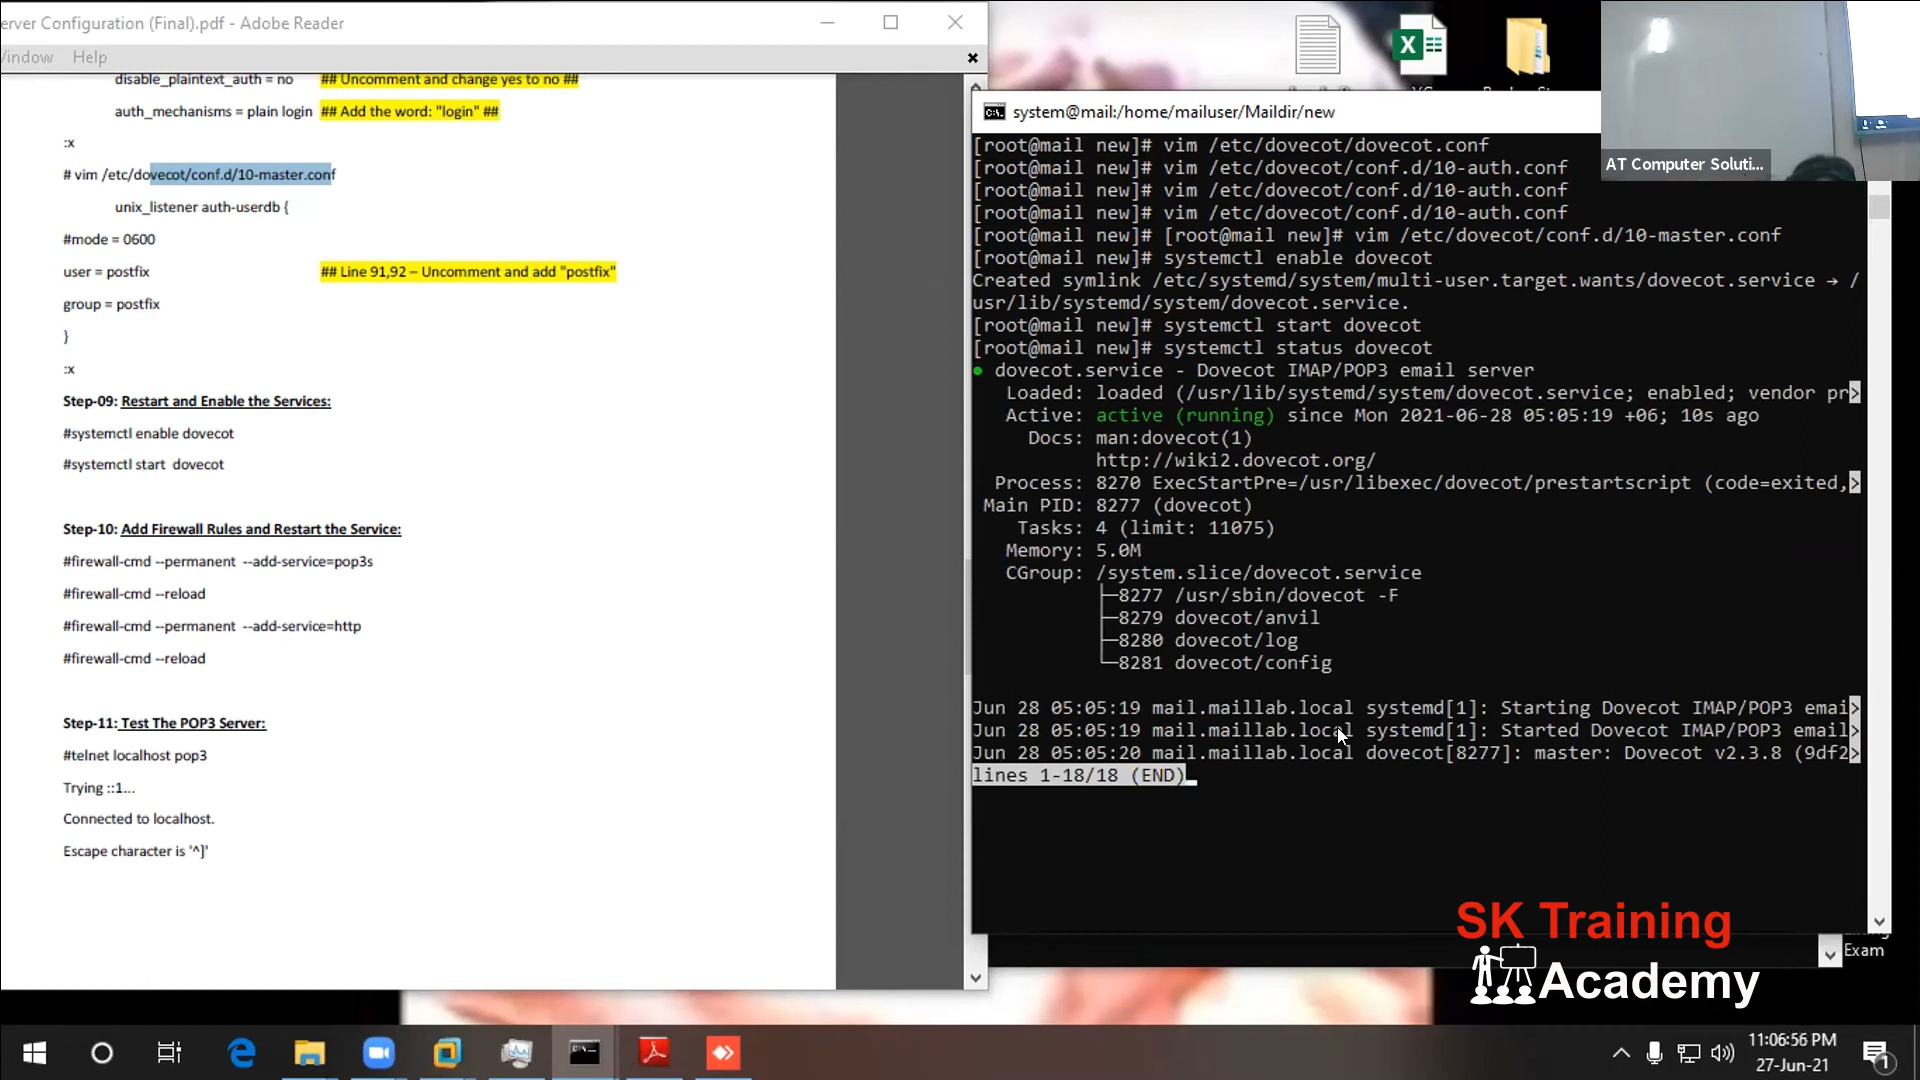 erver Configuration (Final).pdf - Adobe Reader
Window Help
disable_plaintext_auth = no ## Uncomment and change yes to no ##
auth_mechanisms = plain login ## Add the word: "login" ##
:x
# vim /etc/dovecot/conf.d/10-master.conf
unix_listener auth-userdb {
#mode = 0600
user = postfix ## Line 91,92 – Uncomment and add "postfix"
group = postfix
}
:x
Step-09: Restart and Enable the Services:
#systemctl enable dovecot
#systemctl start  dovecot
Step-10: Add Firewall Rules and Restart the Service:
#firewall-cmd --permanent  --add-service=pop3s
#firewall-cmd --reload
#firewall-cmd --permanent  --add-service=http
#firewall-cmd --reload
Step-11: Test The POP3 Server:
#telnet localhost pop3
Trying ::1...
Connected to localhost.
Escape character is '^]'
system@mail:/home/mailuser/Maildir/new
[root@mail new]# vim /etc/dovecot/dovecot.conf
[root@mail new]# vim /etc/dovecot/conf.d/10-auth.conf
[root@mail new]# vim /etc/dovecot/conf.d/10-auth.conf
[root@mail new]# vim /etc/dovecot/conf.d/10-auth.conf
[root@mail new]# [root@mail new]# vim /etc/dovecot/conf.d/10-master.conf
[root@mail new]# systemctl enable dovecot
Created symlink /etc/systemd/system/multi-user.target.wants/dovecot.service → /
usr/lib/systemd/system/dovecot.service.
[root@mail new]# systemctl start dovecot
[root@mail new]# systemctl status dovecot
● dovecot.service - Dovecot IMAP/POP3 email server
Loaded: loaded (/usr/lib/systemd/system/dovecot.service; enabled; vendor pr>
Active: active (running) since Mon 2021-06-28 05:05:19 +06; 10s ago
Docs: man:dovecot(1)
http://wiki2.dovecot.org/
Process: 8270 ExecStartPre=/usr/libexec/dovecot/prestartscript (code=exited,>
Main PID: 8277 (dovecot)
Tasks: 4 (limit: 11075)
Memory: 5.0M
CGroup: /system.slice/dovecot.service
├─8277 /usr/sbin/dovecot -F
├─8279 dovecot/anvil
├─8280 dovecot/log
└─8281 dovecot/config
Jun 28 05:05:19 mail.maillab.local systemd[1]: Starting Dovecot IMAP/POP3 emai>
Jun 28 05:05:19 mail.maillab.local systemd[1]: Started Dovecot IMAP/POP3 email>
Jun 28 05:05:20 mail.maillab.local dovecot[8277]: master: Dovecot v2.3.8 (9df2>
lines 1-18/18 (END)
AT Computer Soluti...
Exam
SK Training
Academy
11:06:56 PM
27-Jun-21
1